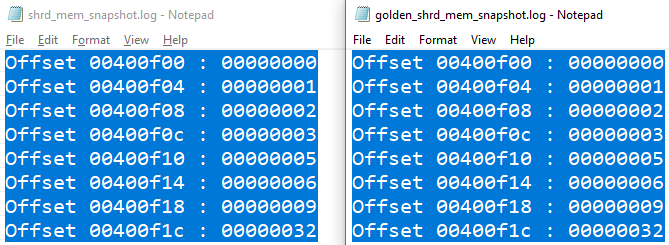 shrd_mem_snapshot.log - Notepad
File Edit Format View Help
Offset 00400f00 : 00000000
Offset 00400f04 : 00000001
Offset 00400f08 : 00000002
Offset 00400f0c : 00000003
Offset 00400f10 : 00000005
Offset 00400f14 : 00000006
Offset 00400f18 : 00000009
Offset 00400f1c : 00000032
golden_shrd_mem_snapshot.log - Notepad
File Edit Format View Help
Offset 00400f00 : 00000000
Offset 00400f04 : 00000001
Offset 00400f08 : 00000002
Offset 00400f0c : 00000003
Offset 00400f10 : 00000005
Offset 00400f14 : 00000006
Offset 00400f18 : 00000009
Offset 00400f1c : 00000032